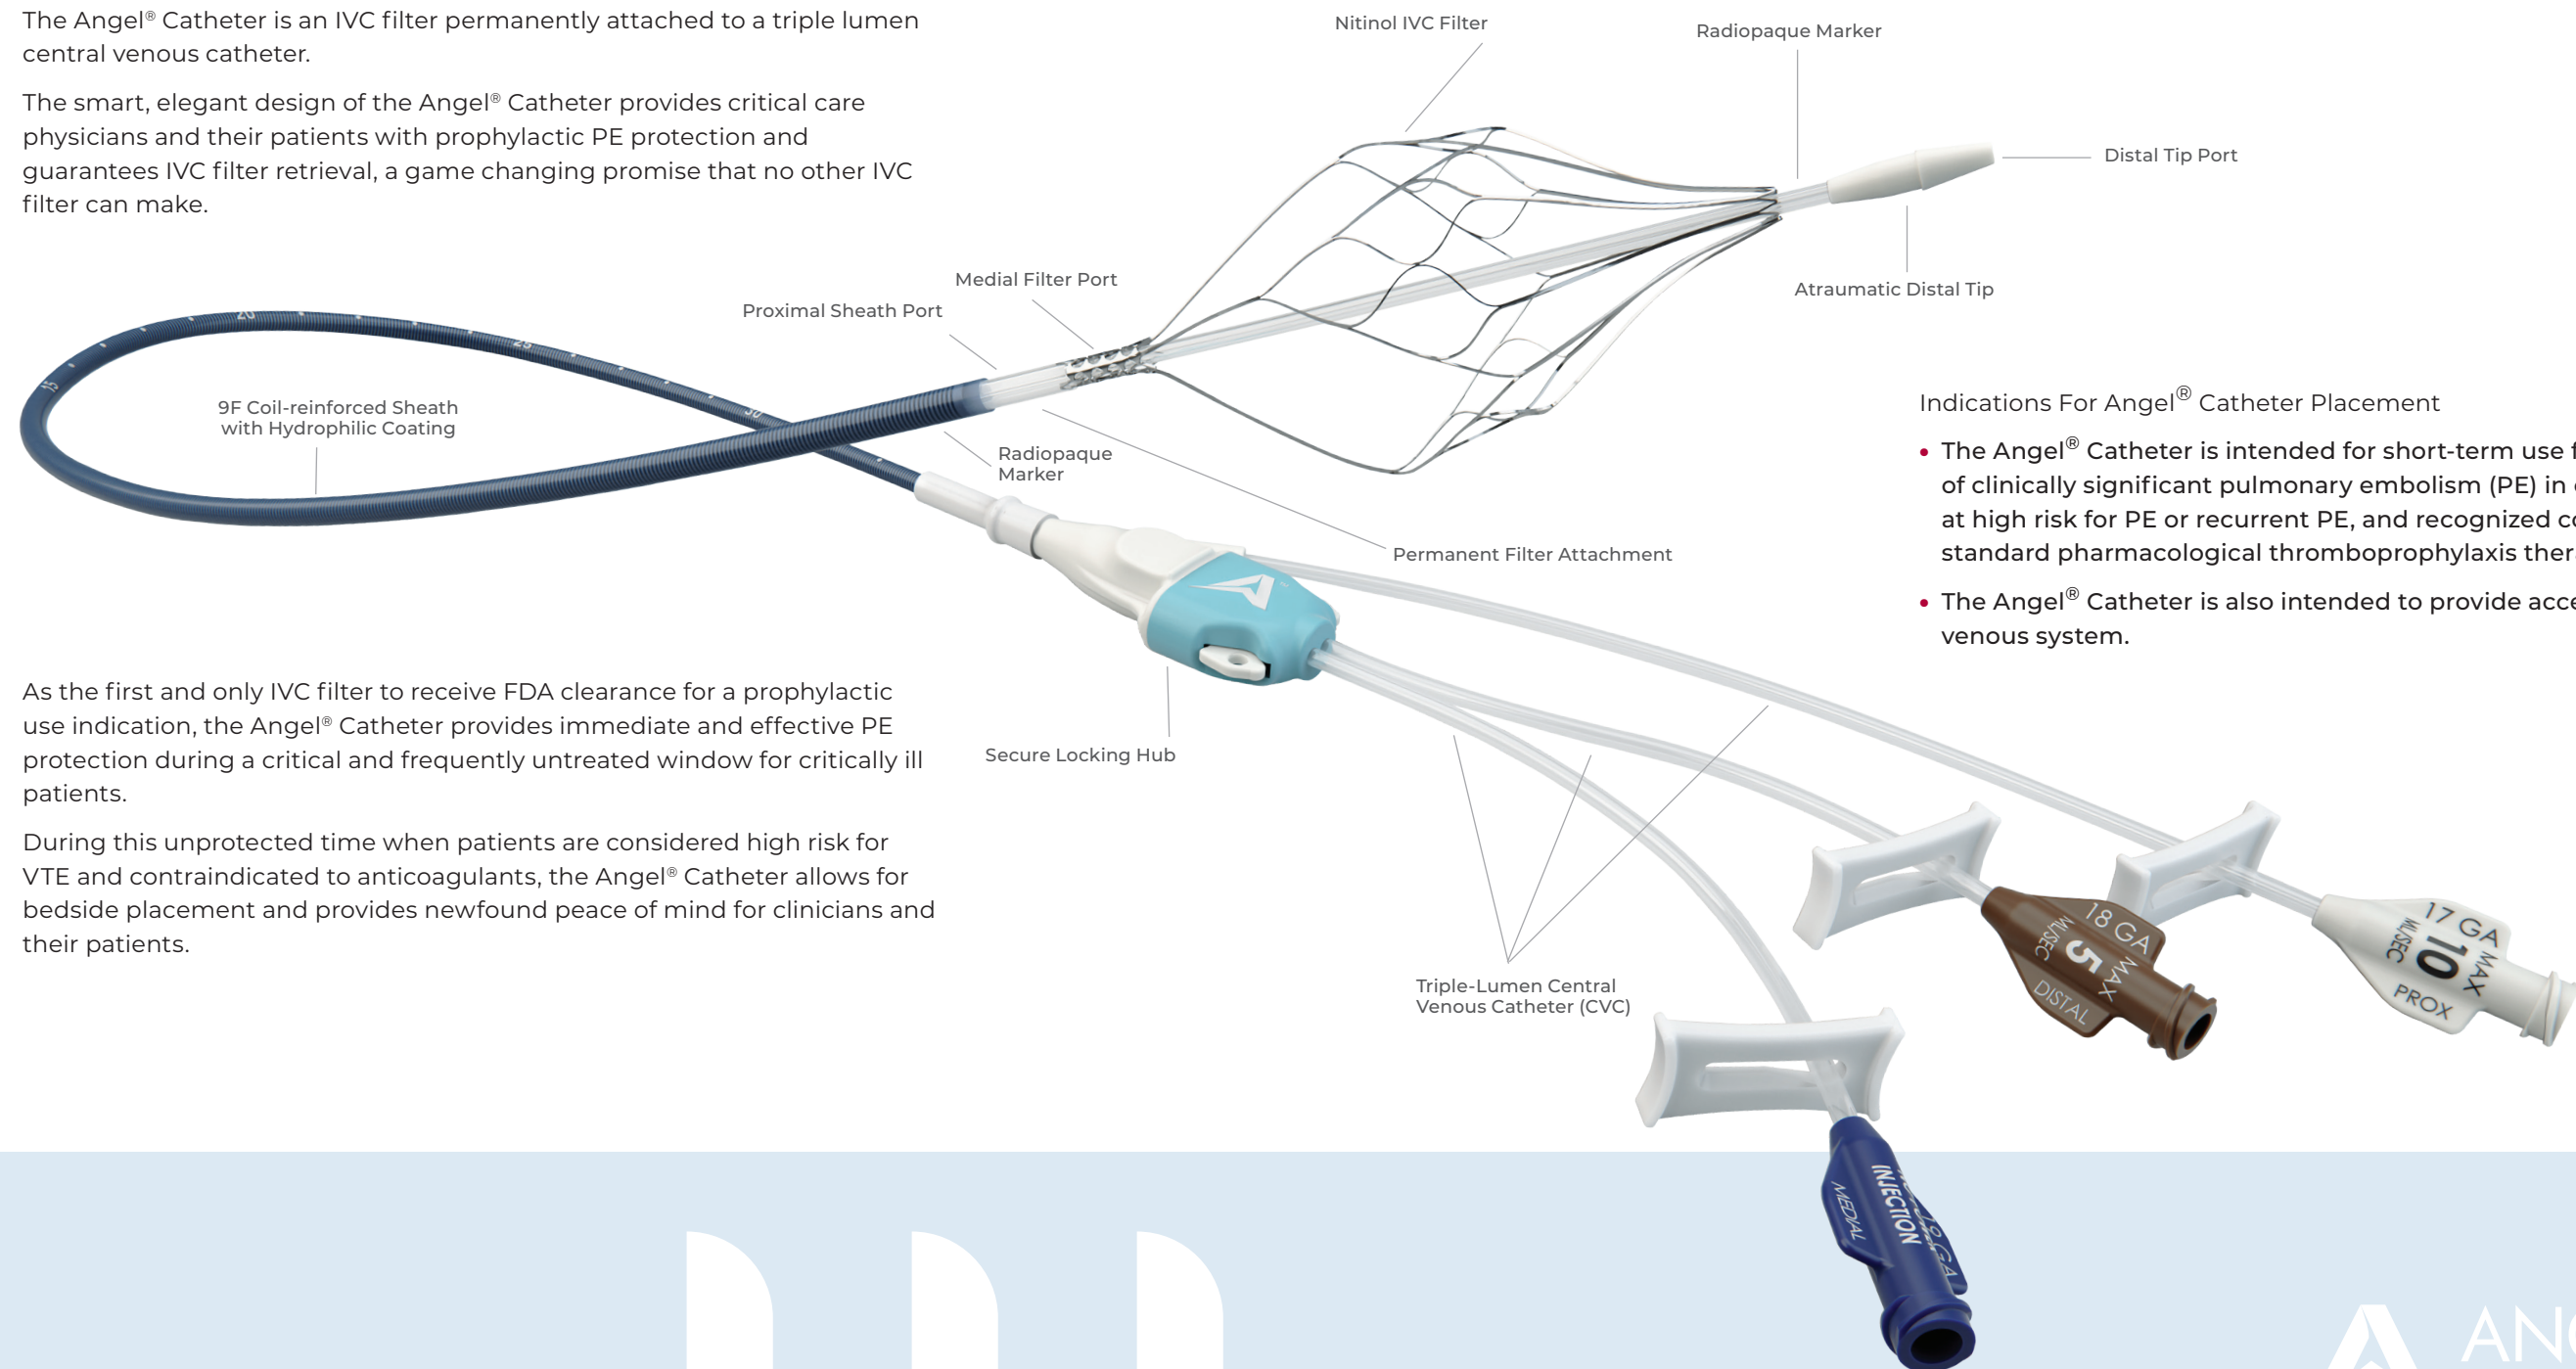 The Angel® Catheter is an IVC filter permanently attached to a triple lumen
central venous catheter.
The smart, elegant design of the Angel® Catheter provides critical care
physicians and their patients with prophylactic PE protection and
guarantees IVC filter retrieval, a game changing promise that no other IVC
filter can make.
Nitinol IVC Filter
Radiopaque Marker
Distal Tip Port
Atraumatic Distal Tip
Medial Filter Port
Proximal Sheath Port
20
25
15
30
9F Coil-reinforced Sheath
with Hydrophilic Coating
Radiopaque
Marker
Permanent Filter Attachment
Indications For Angel® Catheter Placement
• The Angel® Catheter is intended for short-term use
of clinically significant pulmonary embolism (PE) in
at high risk for PE or recurrent PE, and recognized
standard pharmacological thromboprophylaxis
• The Angel® Catheter is also intended to provide
venous system.
As the first and only IVC filter to receive FDA clearance for a prophylactic
use indication, the Angel® Catheter provides immediate and effective PE
protection during a critical and frequently untreated window for critically ill
patients.
During this unprotected time when patients are considered high risk for
VTE and contraindicated to anticoagulants, the Angel® Catheter allows for
bedside placement and provides newfound peace of mind for clinicians and
their patients.
Secure Locking Hub
Triple-Lumen Central
Venous Catheter (CVC)
18 GA
5 MAX
ML/SEC
DISTAL
17 GA
10 MAX
ML/SEC
PROX
18 GA
INJECTION
MEDIAL